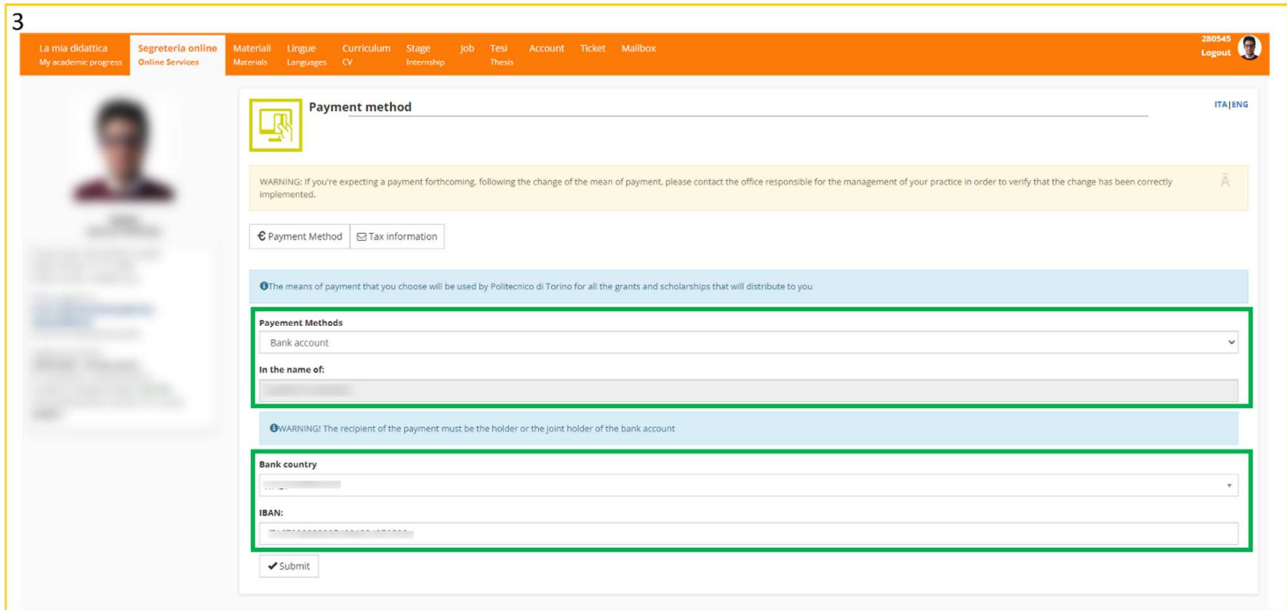 3
La mia didattica
My academic progress
Segreteria online
Online Services
Materiali
Materials
Lingue
Languages
Curriculum
CV
Stage
Internship
Job
Tesi
Thesis
Account
Ticket
Mailbox
280545
Logout
Payment method
ITA|ENG
WARNING: If you're expecting a payment forthcoming, following the change of the mean of payment, please contact the office responsible for the management of your practice in order to verify that the change has been correctly
implemented.
Ã
€ Payment Method
Tax information
The means of payment that you choose will be used by Politecnico di Torino for all the grants and scholarships that will distribute to you
Payement Methods
Bank account
In the name of:
WARNING! The recipient of the payment must be the holder or the joint holder of the bank account
Bank country
IBAN:
Submit